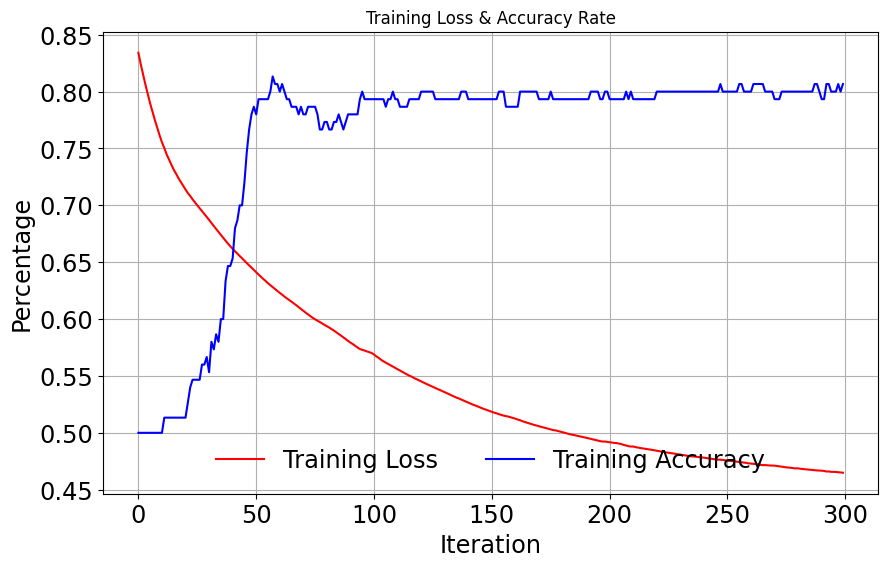 Training Loss & Accuracy Rate
0.85
0.80
0.75
0.70
0.65
0.60
0.55
0.50
0.45
Percentage
Training Loss Training Accuracy
0 50 100 150 200 250 300
Iteration